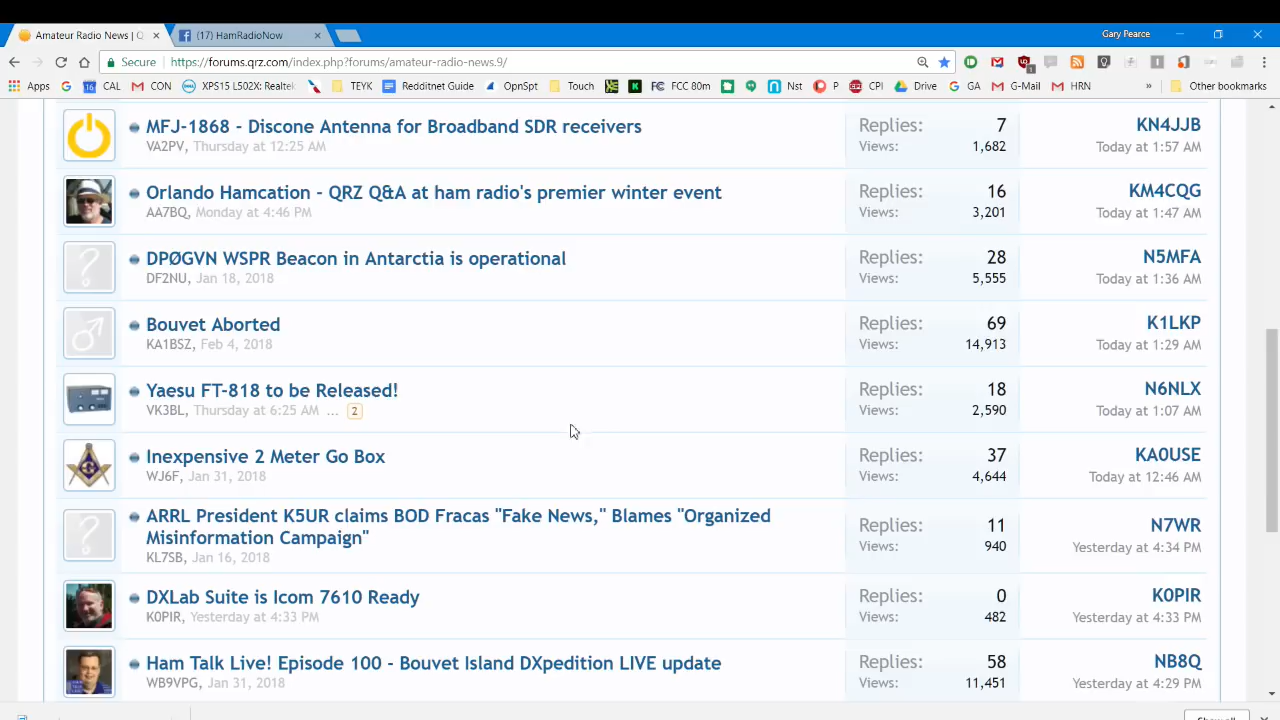 Amateur Radio News | Q
(17) HamRadioNow
Gary Pearce
Secure
https://forums.qrz.com/index.php?forums/amateur-radio-news.9/
Apps
CAL
CON
XPS15 L502x
Realtek
TEYK
Redditnet Guide
OpnSpt
Touch
FCC 80m
Nst
P
EPI
Drive
GA
G-Mail
HRN
»
Other bookmarks
MFJ-1868 - Discone Antenna for Broadband SDR receivers
VA2PV, Thursday at 12:25 AM
Replies: 7
Views: 1,682
KN4JJB
Today at 1:57 AM
Orlando Hamcation - QRZ Q&A at ham radio's premier winter event
AA7BQ, Monday at 4:46 PM
Replies: 16
Views: 3,201
KM4CQG
Today at 1:47 AM
DPØGVN WSPR Beacon in Antarctia is operational
DF2NU, Jan 18, 2018
Replies: 28
Views: 5,555
N5MFA
Today at 1:36 AM
Bouvet Aborted
KA1BSZ, Feb 4, 2018
Replies: 69
Views: 14,913
K1LKP
Today at 1:29 AM
Yaesu FT-818 to be Released!
VK3BL, Thursday at 6:25 AM ... 2
Replies: 18
Views: 2,590
N6NLX
Today at 1:07 AM
Inexpensive 2 Meter Go Box
WJ6F, Jan 31, 2018
Replies: 37
Views: 4,644
KA0USE
Today at 12:46 AM
ARRL President K5UR claims BOD Fracas "Fake News," Blames "Organized
Misinformation Campaign"
KL7SB, Jan 16, 2018
Replies: 11
Views: 940
N7WR
Yesterday at 4:34 PM
DXLab Suite is Icom 7610 Ready
K0PIR, Yesterday at 4:33 PM
Replies: 0
Views: 482
K0PIR
Yesterday at 4:33 PM
Ham Talk Live! Episode 100 - Bouvet Island DXpedition LIVE update
WB9VPG, Jan 31, 2018
Replies: 58
Views: 11,451
NB8Q
Yesterday at 4:29 PM